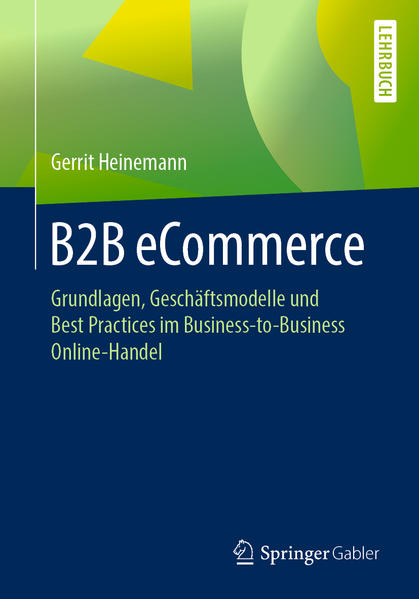 LEHRBUCH
Gerrit Heinemann
B2B eCommerce
Grundlagen, Geschäftsmodelle und
Best Practices im Business-to-Business
Online-Handel
Springer Gabler